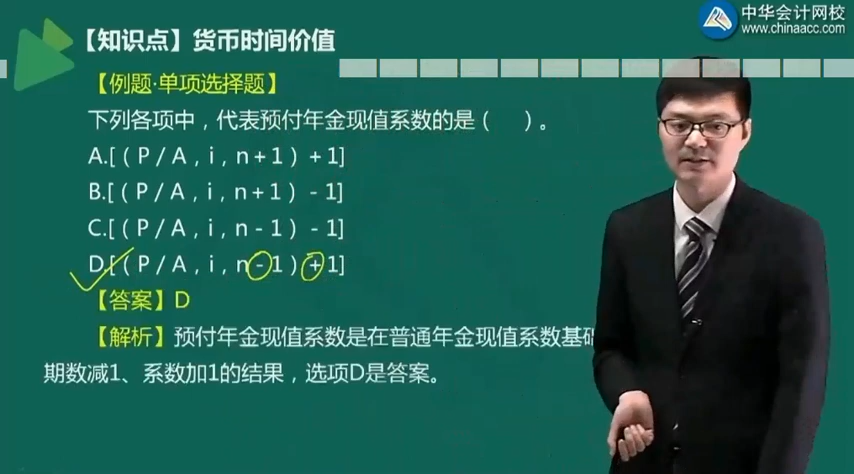 中华会计网校
www.chinaacc.com
【知识点】货币时间价值
【例题·单项选择题】
下列各项中，代表预付年金现值系数的是（ ）。
A.[（P/A，i，n+1）+1]
B.[（P/A，i，n+1）-1]
C.[（P/A，i，n-1）-1]
D.[（P/A，i，n-1）+1]
【答案】D
【解析】预付年金现值系数是在普通年金现值系数基础
期数减1、系数加1的结果，选项D是答案。